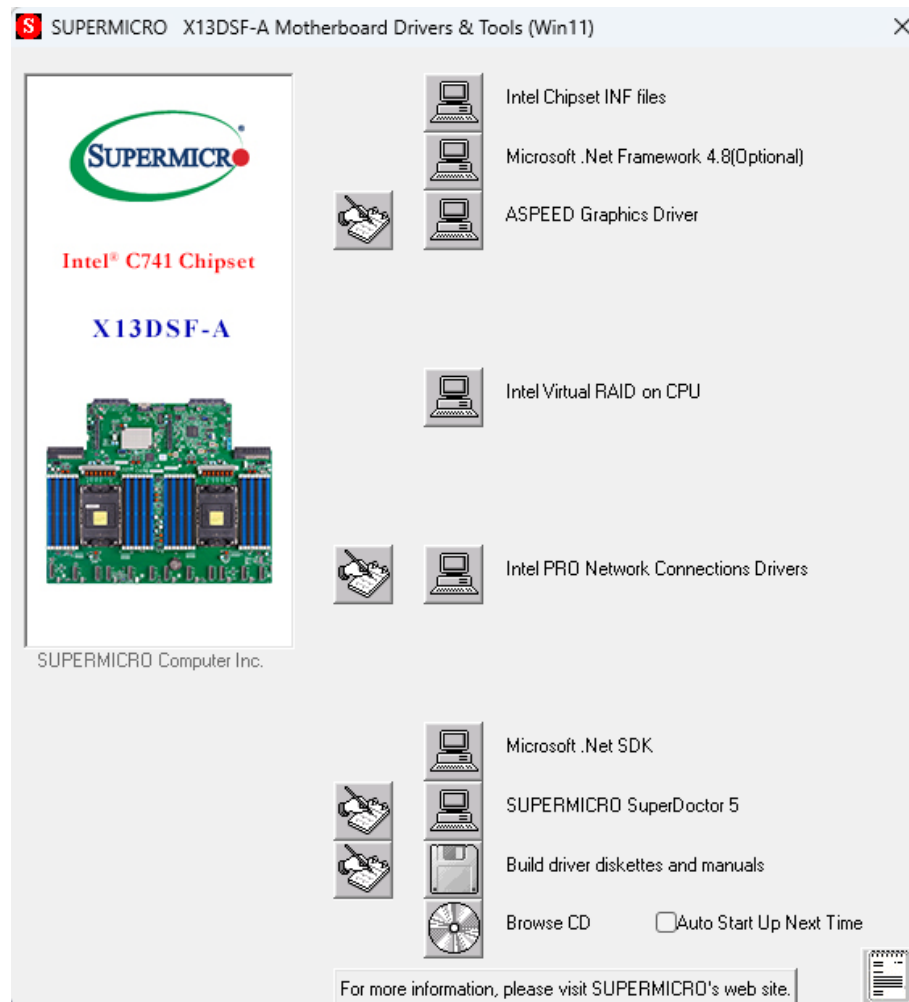 SUPERMICRO X13DSF-A Motherboard Drivers & Tools (Win11)
SUPERMICRO
Intel® C741 Chipset
X13DSF-A
SUPERMICRO Computer Inc.
Intel Chipset INF files
Microsoft .Net Framework 4.8(Optional)
ASPEED Graphics Driver
Intel Virtual RAID on CPU
Intel PRO Network Connections Drivers
Microsoft .Net SDK
SUPERMICRO SuperDoctor 5
Build driver diskettes and manuals
Browse CD
Auto Start Up Next Time
For more information, please visit SUPERMICRO's web site.